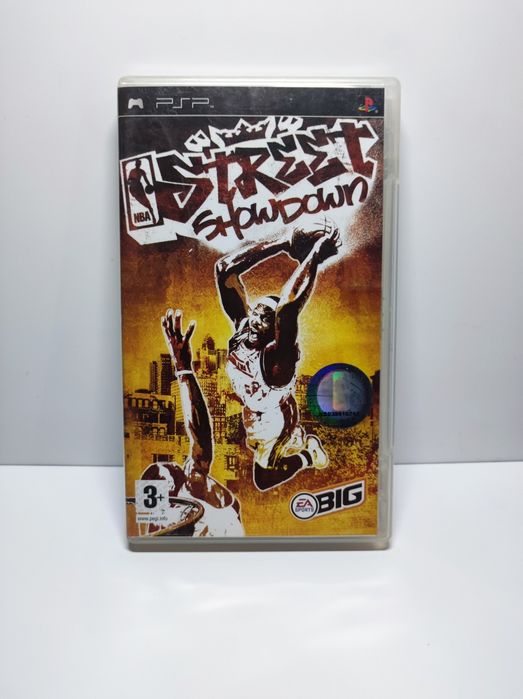 PSP
NBA
STREET
SHOWDOWN
3+
www.pegi.info
EA
SPORTS
BIG